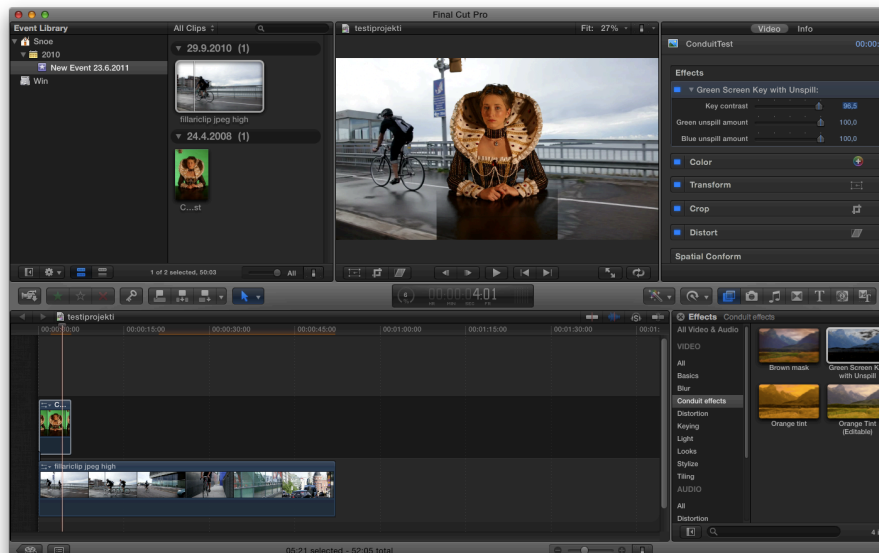 Final Cut Pro
Event Library
All Clips
testiprojekti
Fit: 27%
Video
Info
Snoe
2010
New Event 23.6.2011
Win
29.9.2010 (1)
fillariclip jpeg high
24.4.2008 (1)
C...st
ConduitTest
00:00:
Effects
Green Screen Key with Unspill:
Key contrast
96,5
Green unspill amount
100,0
Blue unspill amount
100,0
Color
Transform
Crop
Distort
Spatial Conform
1 of 2 selected, 50:03
All
4:01
testiprojekti
00:00:00:00
00:00:15:00
00:00:30:00
00:00:45:00
00:01:00:00
00:01:15:00
00:01:30:00
00:01:
C...
fillariclip jpeg high
Effects
Conduit effects
All Video & Audio
VIDEO
All
Basics
Blur
Conduit effects
Distortion
Keying
Light
Looks
Stylize
Tiling
AUDIO
All
Distortion
Brown mask
Green Screen K
with Unspill
Orange tint
Orange Tint
(Editable)
05:21 selected - 52:05 total